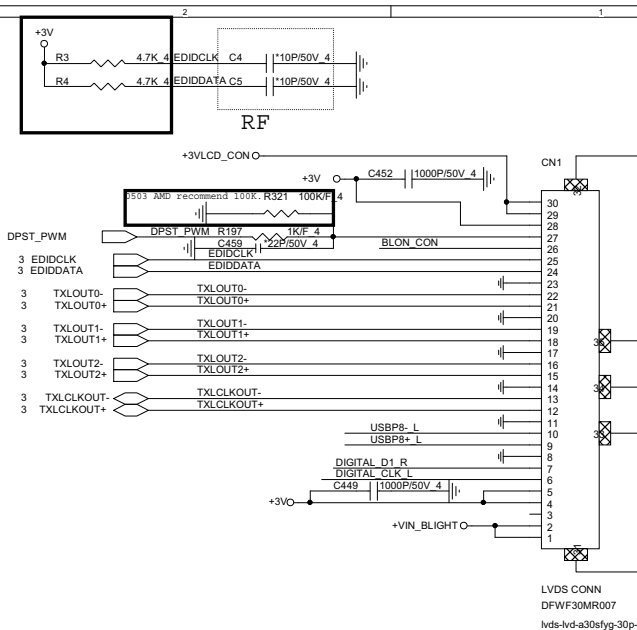 2 1
+3V
R3 4.7K_4 EDIDCLK C4 *10P/50V_4
R4 4.7K_4 EDIDDATA C5 *10P/50V_4
RF
+3VLCD_CON
CN1
+3V C452 1000P/50V_4
0503 AMD recommend 100K. R321 100K/F_4
30
29
28
DPST_PWM DPST_PWM R197 1K/F_4 27
C459 *22P/50V_4 BLON_CON 26
3 EDIDCLK EDIDCLK 25
3 EDIDDATA EDIDDATA 24
23
3 TXLOUT0- TXLOUT0- 22
3 TXLOUT0+ TXLOUT0+ 21
20
3 TXLOUT1- TXLOUT1- 19
3 TXLOUT1+ TXLOUT1+ 18
17
3 TXLOUT2- TXLOUT2- 16
3 TXLOUT2+ TXLOUT2+ 15
14
3 TXLCLKOUT- TXLCLKOUT- 13
3 TXLCLKOUT+ TXLCLKOUT+ 12
11
USBP8-_L 10
USBP8+_L 9
8
DIGITAL_D1_R 7
DIGITAL_CLK_L 6
C449 1000P/50V_4 5
+3V 4
3
+VIN_BLIGHT 2
1
LVDS CONN
DFWF30MR007
lvds-lvd-a30sfyg-30p-